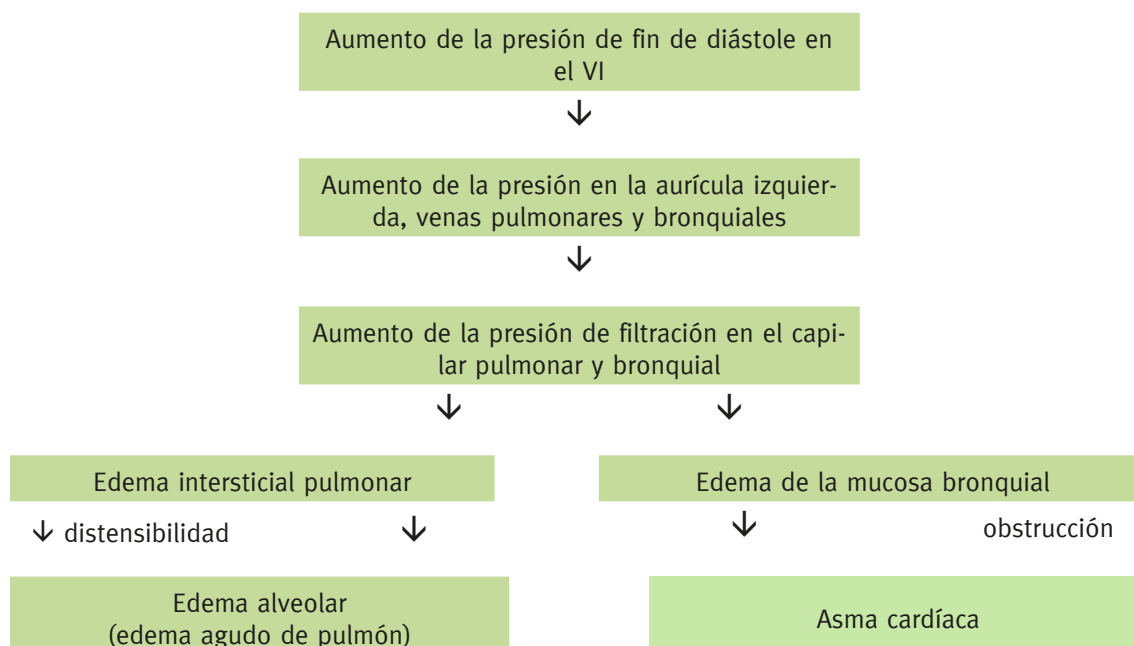 Aumento de la presión de fin de diástole en
el VI
↓
Aumento de la presión en la aurícula izquier-
da, venas pulmonares y bronquiales
↓
Aumento de la presión de filtración en el capi-
lar pulmonar y bronquial
↓ ↓
Edema intersticial pulmonar
Edema de la mucosa bronquial
↓ distensibilidad ↓
↓ obstrucción
Edema alveolar
(edema agudo de pulmón)
Asma cardíaca